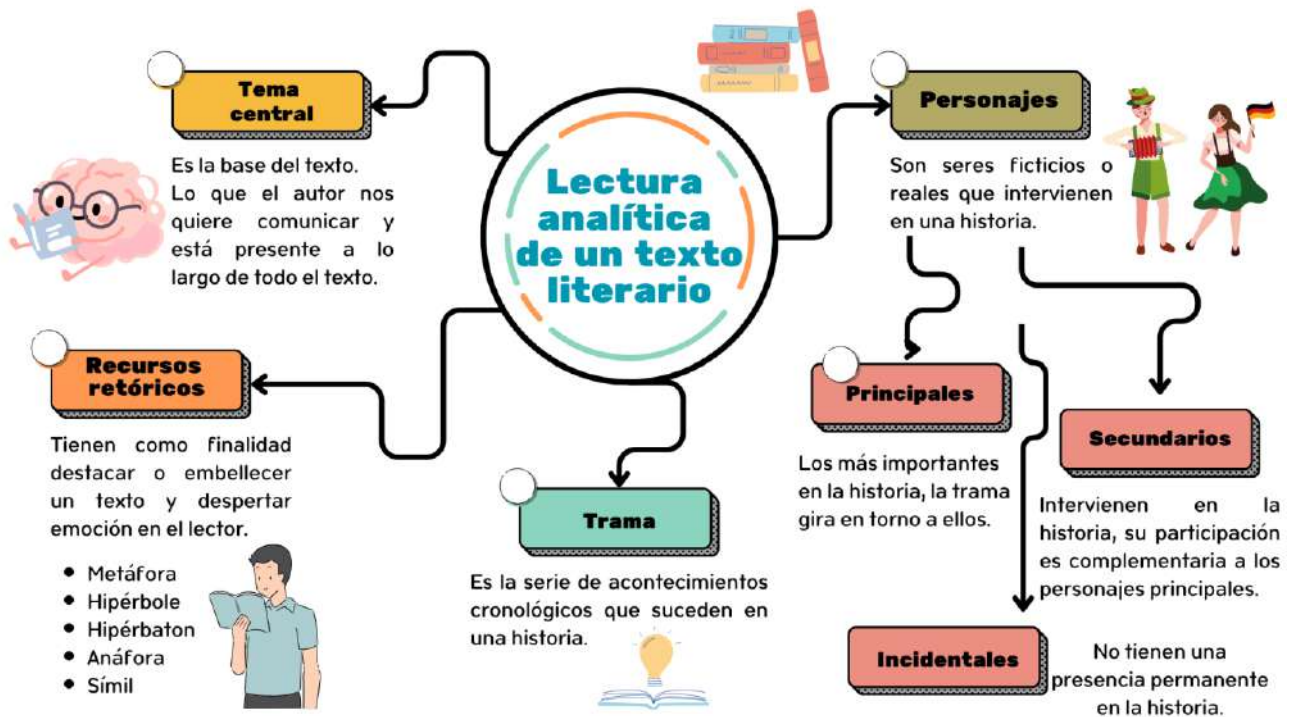 Lectura
analítica
de un texto
literario
Tema
central
Es la base del texto.
Lo que el autor nos
quiere comunicar y
está presente a lo
largo de todo el texto.
Recursos
retóricos
Tienen como finalidad
destacar o embellecer
un texto y despertar
emoción en el lector.
• Metáfora
• Hipérbole
• Hipérbaton
• Anáfora
• Símil
Trama
Es la serie de acontecimientos
cronológicos que suceden en
una historia.
Personajes
Son seres ficticios o
reales que intervienen
en una historia.
Principales
Los más importantes
en la historia, la trama
gira en torno a ellos.
Secundarios
Intervienen en la
historia, su participación
es complementaria a los
personajes principales.
Incidentales
No tienen una
presencia permanente
en la historia.